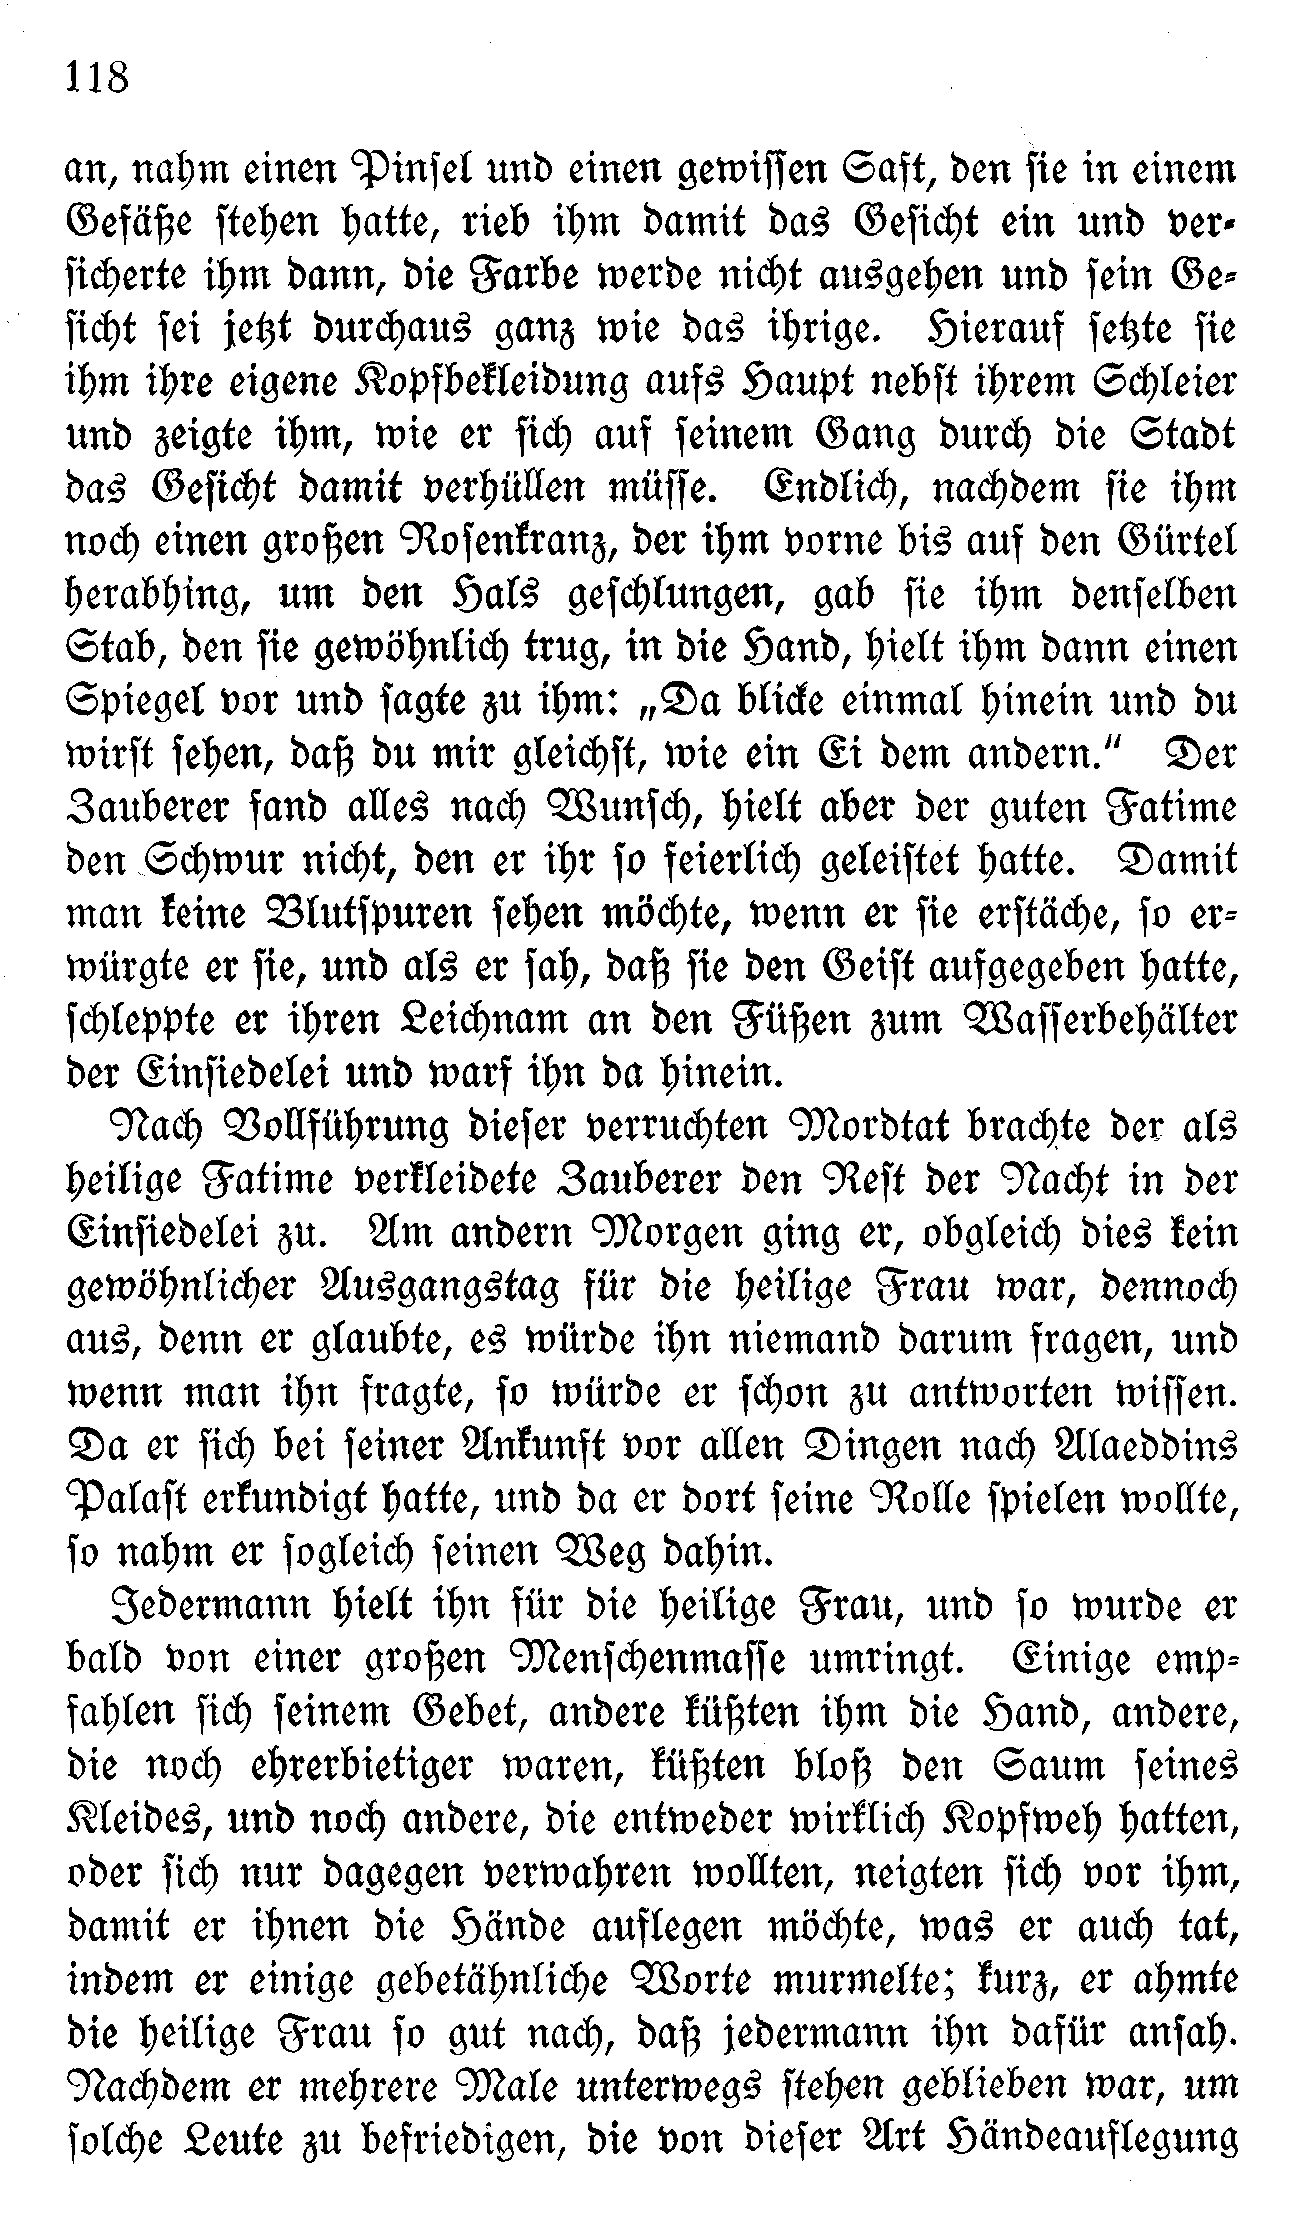 118
an, nahm einen Pinsel und einen gewissen Saft, den sie in einem
Gefäße stehen hatte, rieb ihm damit das Gesicht ein und ver-
sicherte ihm dann, die Farbe werde nicht ausgehen und sein Ge-
sicht sei jetzt durchaus ganz wie das ihrige. Hierauf setzte sie
ihm ihre eigene Kopfbekleidung aufs Haupt nebst ihrem Schleier
und zeigte ihm, wie er sich auf seinem Gang durch die Stadt
das Gesicht damit verhüllen müsse. Endlich, nachdem sie ihm
noch einen großen Rosenkranz, der ihm vorne bis auf den Gürtel
herabhing, um den Hals geschlungen, gab sie ihm denselben
Stab, den sie gewöhnlich trug, in die Hand, hielt ihm dann einen
Spiegel vor und sagte zu ihm: „Da blicke einmal hinein und du
wirst sehen, daß du mir gleichst, wie ein Ei dem andern." Der
Zauberer fand alles nach Wunsch, hielt aber der guten Fatime
den Schwur nicht, den er ihr so feierlich geleistet hatte. Damit
man keine Blutspuren sehen möchte, wenn er sie erstäche, so er-
würgte er sie, und als er sah, daß sie den Geist aufgegeben hatte,
schleppte er ihren Leichnam an den Füßen zum Wasserbehälter
der Einsiedelei und warf ihn da hinein.
Nach Vollführung dieser verruchten Mordtat brachte der als
heilige Fatime verkleidete Zauberer den Rest der Nacht in der
Einsiedelei zu. Am andern Morgen ging er, obgleich dies kein
gewöhnlicher Ausgangstag für die heilige Frau war, dennoch
aus, denn er glaubte, es würde ihn niemand darum fragen, und
wenn man ihn fragte, so würde er schon zu antworten wissen.
Da er sich bei seiner Ankunft vor allen Dingen nach Alaeddins
Palast erkundigt hatte, und da er dort seine Rolle spielen wollte,
so nahm er sogleich seinen Weg dahin.
Jedermann hielt ihn für die heilige Frau, und so wurde er
bald von einer großen Menschenmasse umringt. Einige emp-
fahlen sich seinem Gebet, andere küßten ihm die Hand, andere,
die noch ehrerbietiger waren, küßten bloß den Saum seines
Kleides, und noch andere, die entweder wirklich Kopfweh hatten,
oder sich nur dagegen verwahren wollten, neigten sich vor ihm,
damit er ihnen die Hände auflegen möchte, was er auch tat,
indem er einige gebetähnliche Worte murmelte; kurz, er ahmte
die heilige Frau so gut nach, daß jedermann ihn dafür ansah.
Nachdem er mehrere Male unterwegs stehen geblieben war, um
solche Leute zu befriedigen, die von dieser Art Händeauflegung